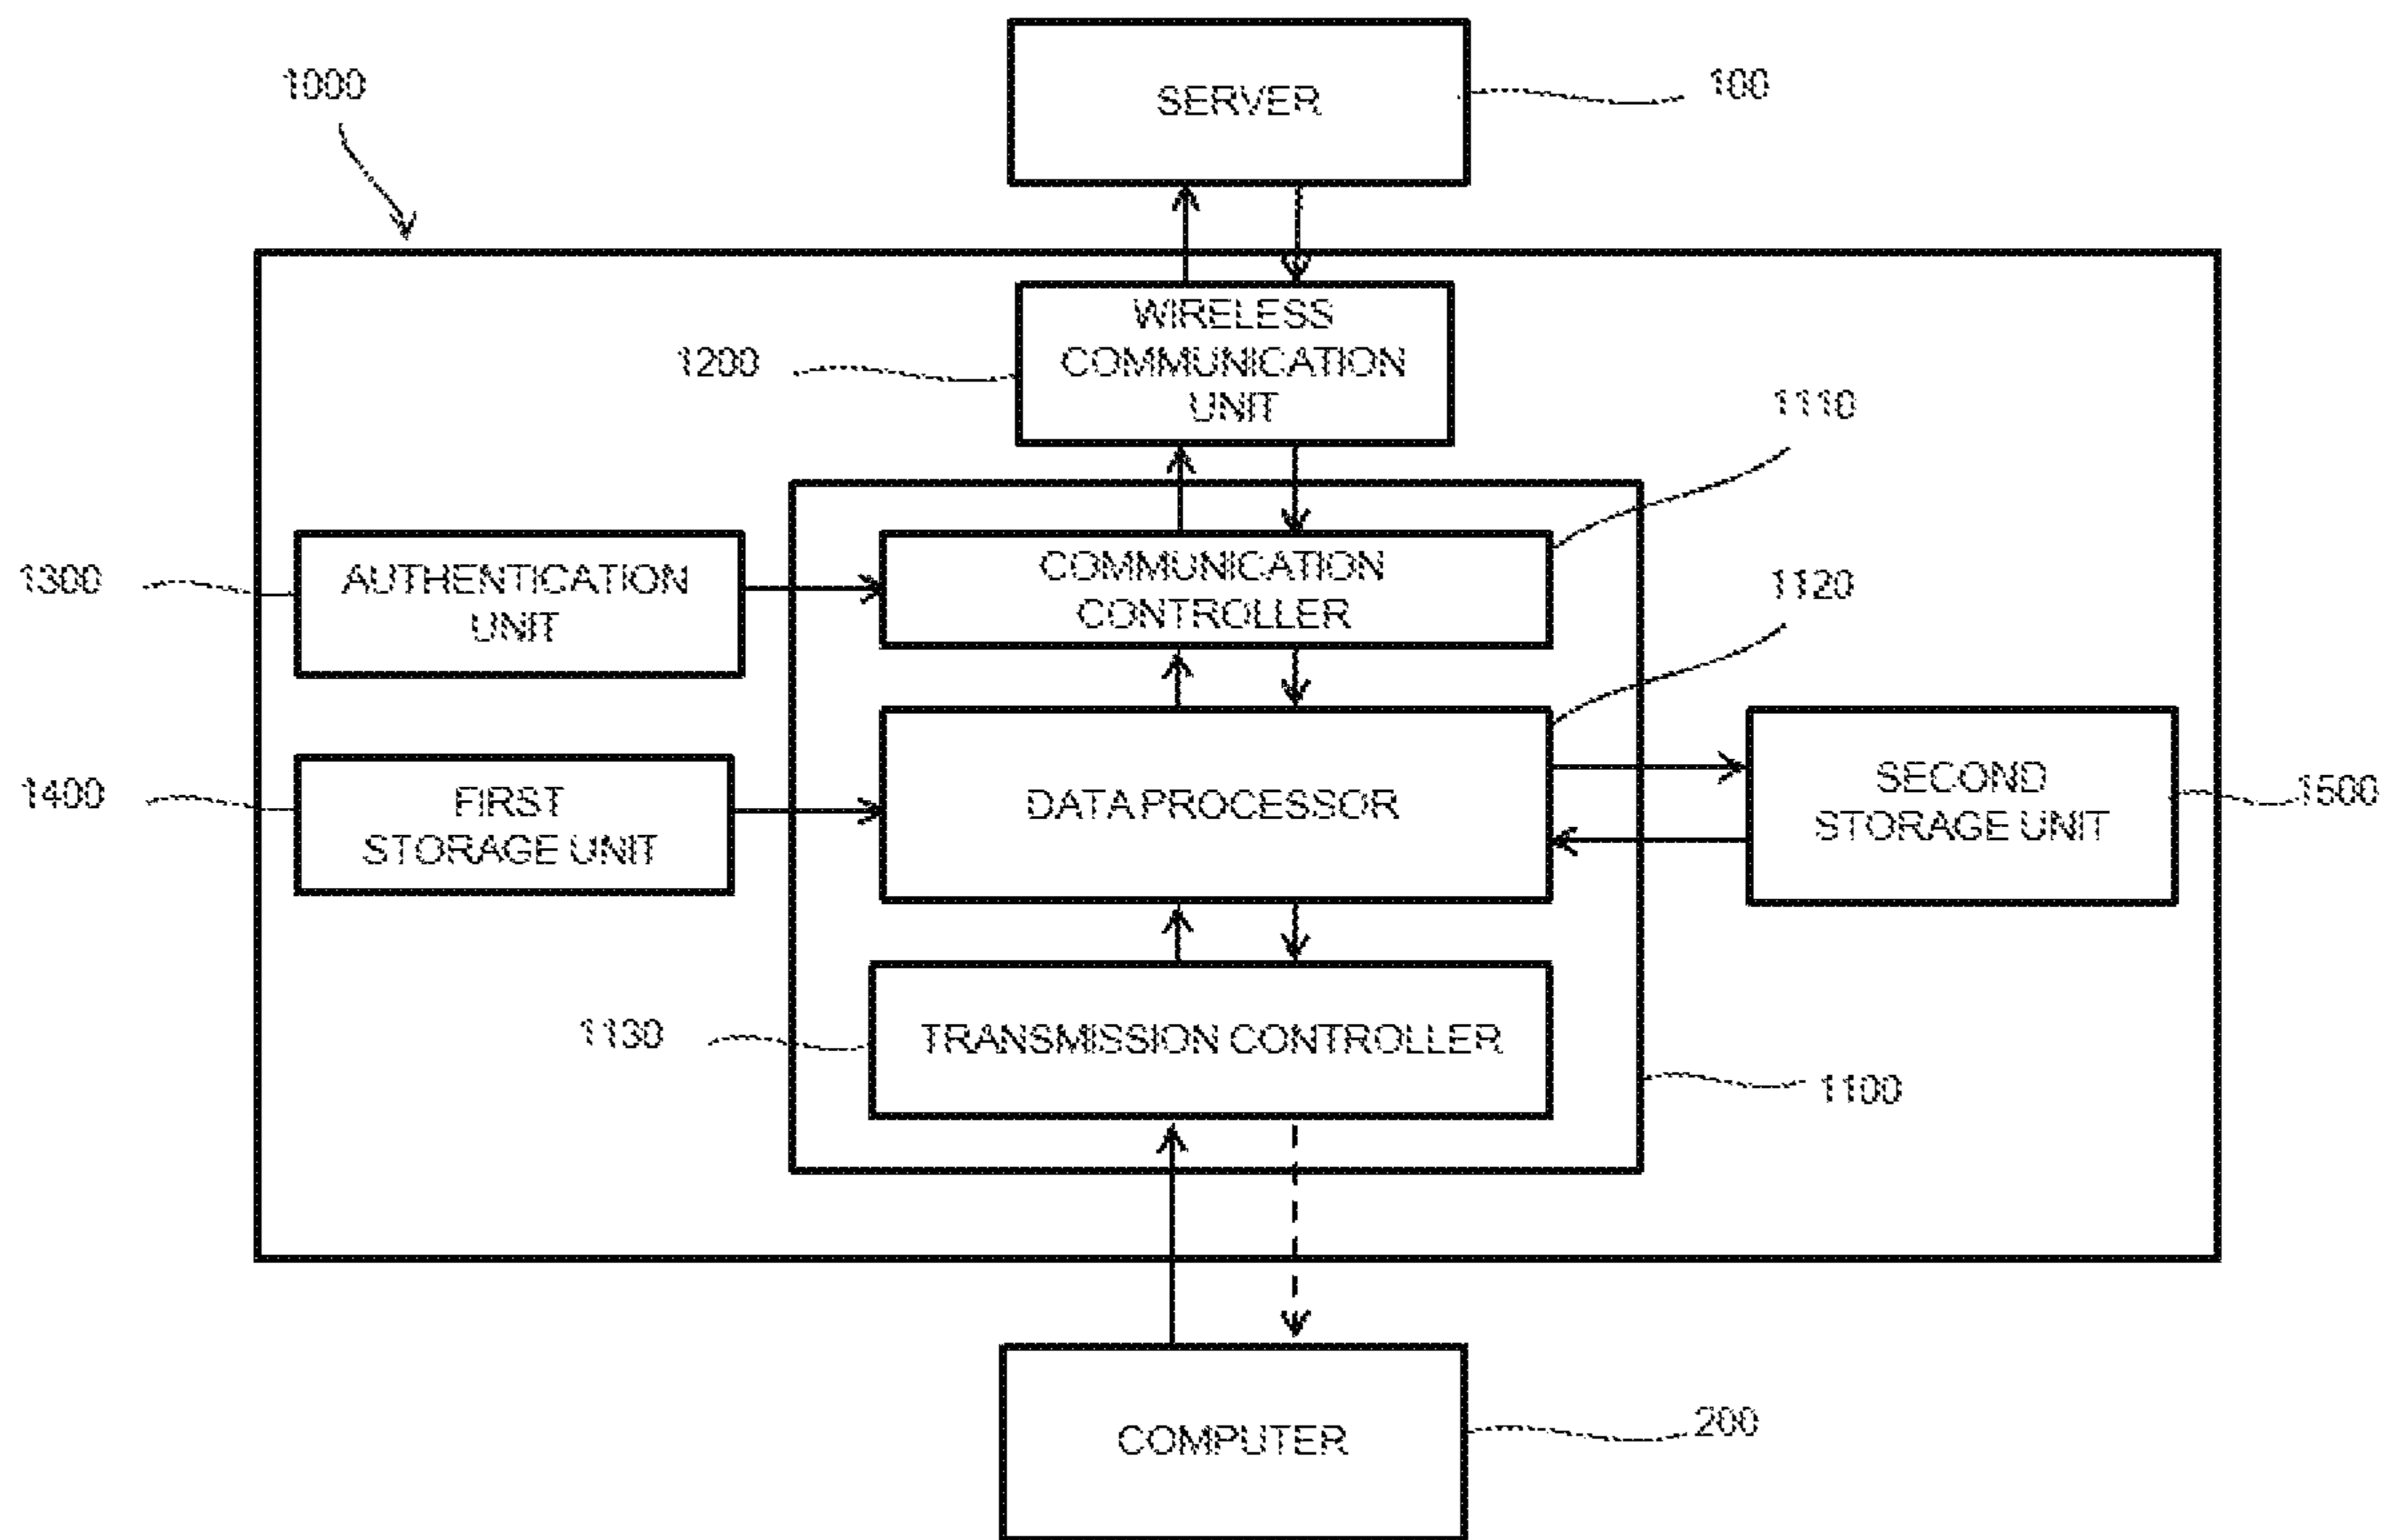 1000
SERVER
100
WIRELESS
COMMUNICATION
UNIT
1200
1110
COMMUNICATION
CONTROLLER
AUTHENTICATION
UNIT
1300
1120
DATA PROCESSOR
FIRST
STORAGE UNIT
1400
SECOND
STORAGE UNIT
1500
TRANSMISSION CONTROLLER
1130
1100
COMPUTER
200